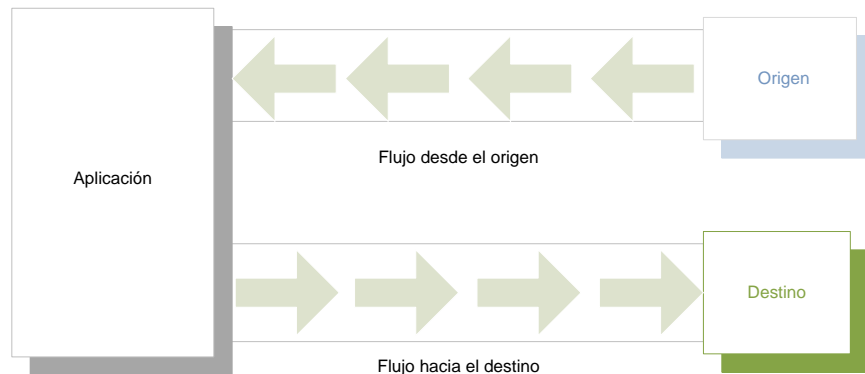 Origen
Flujo desde el origen
Aplicación
Destino
Flujo hacia el destino